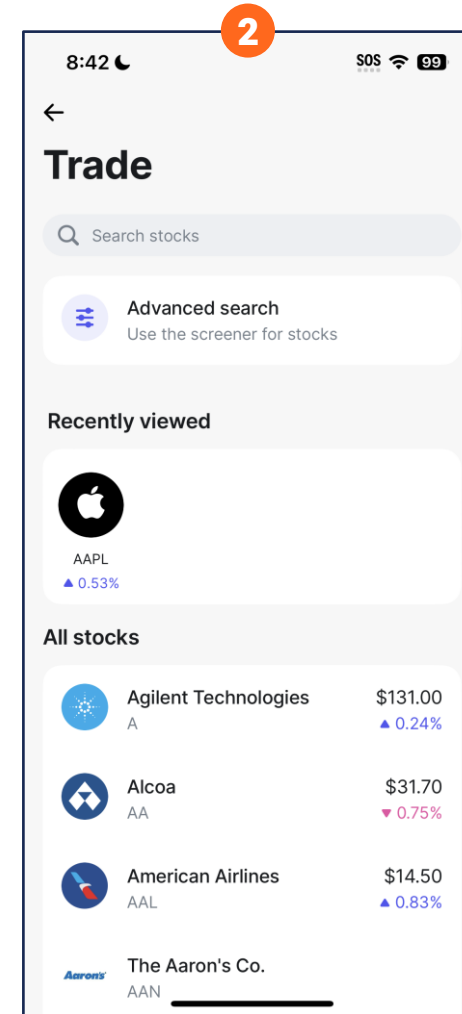 2
8:42
SOS 99
Trade
Search stocks
Advanced search
Use the screener for stocks
Recently viewed
AAPL
▲ 0.53%
All stocks
Agilent Technologies $131.00
A ▲ 0.24%
Alcoa $31.70
AA ▼ 0.75%
American Airlines $14.50
AAL ▲ 0.83%
Aaron's The Aaron's Co.
AAN